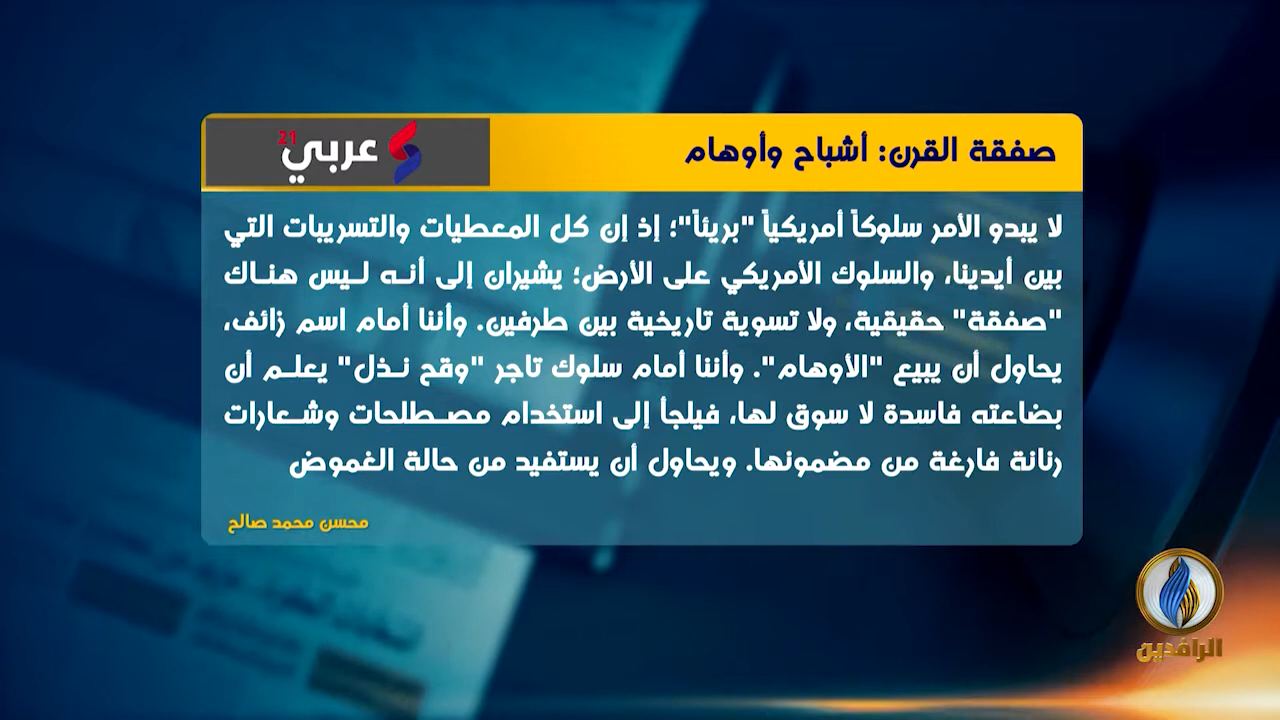 صفقة القرن: أشباح وأوهام
عربي 21
لا يبدو الأمر سلوكاً أمريكياً "بريئاً"؛ إذ إن كل المعطيات والتسريبات التي
بين أيدينا، والسلوك الأمريكي على الأرض؛ يشيران إلى أنه ليس هناك
"صفقة" حقيقية، ولا تسوية تاريخية بين طرفين. وأننا أمام اسم زائف،
يحاول أن يبيع "الأوهام". وأننا أمام سلوك تاجر "وقح نذل" يعلم أن
بضاعته فاسدة لا سوق لها، فيلجأ إلى استخدام مصطلحات وشعارات
رنانة فارغة من مضمونها. ويحاول أن يستفيد من حالة الغموض
محسن محمد صالح
الرافدين